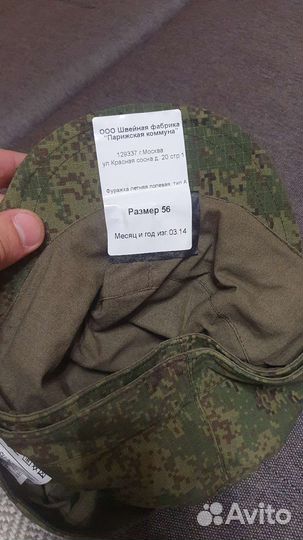 ООО Швейная фабрика
"Парижская коммуна"
129337 г.Москва
ул Красная сосна д. 20 стр 1
Фуражка летняя полевая, тип А
Размер 56
Месяц и год изг.03.14
Avito